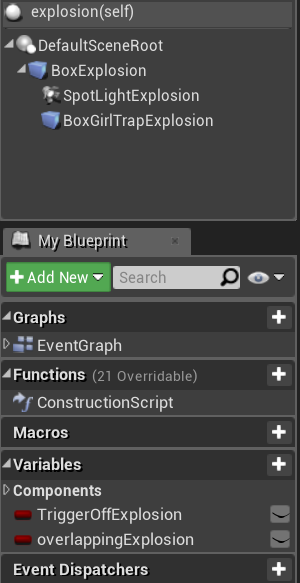 explosion(self)
DefaultSceneRoot
BoxExplosion
SpotLightExplosion
BoxGirlTrapExplosion
My Blueprint ×
+Add New Search
Graphs +
EventGraph
Functions (21 Overridable) +
ConstructionScript
Macros +
Variables +
Components
TriggerOffExplosion
overlappingExplosion
Event Dispatchers +